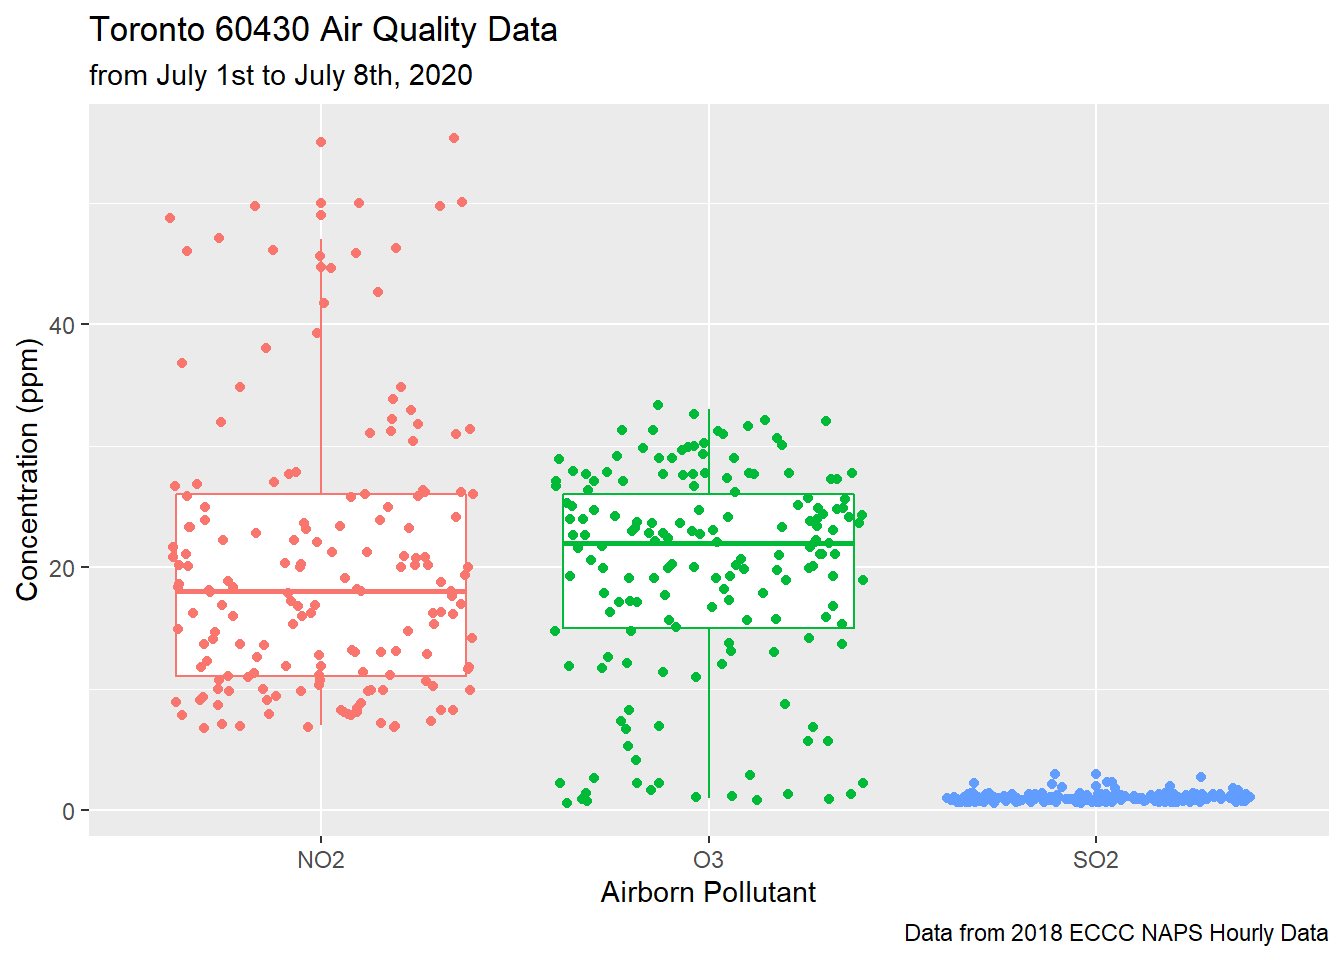 Toronto 60430 Air Quality Data
from July 1st to July 8th, 2020
Concentration (ppm)
40
20
0
NO2 O3 SO2
Airborn Pollutant
Data from 2018 ECCC NAPS Hourly Data